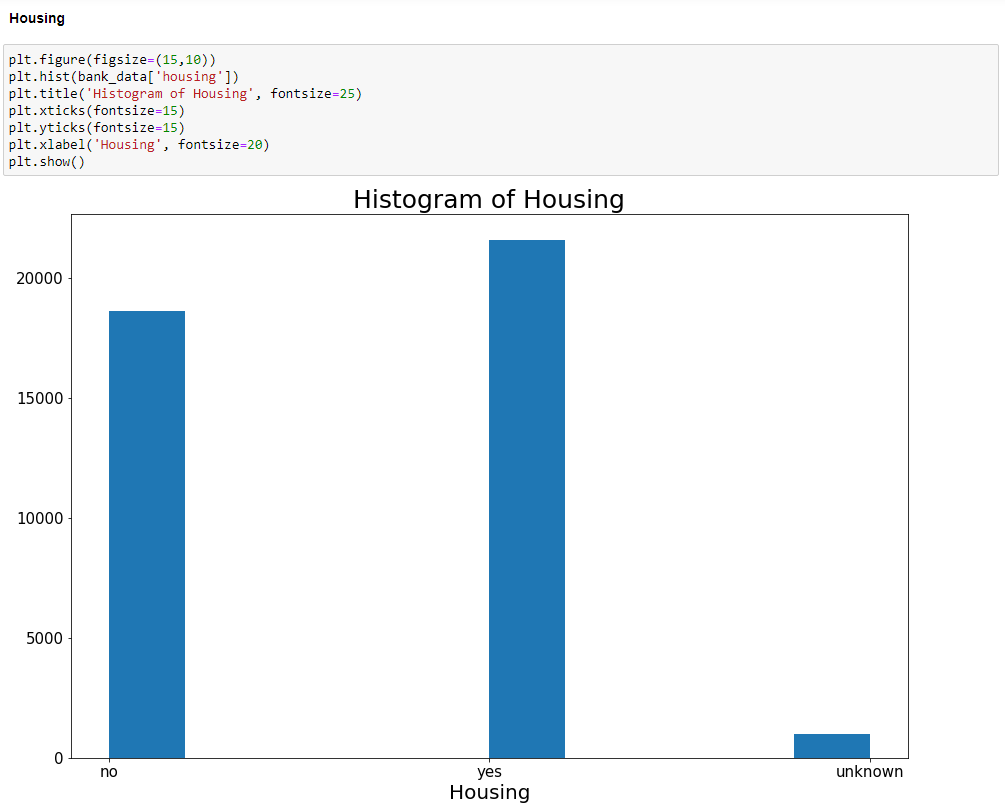 Housing
plt.figure(figsize=(15,10))
plt.hist(bank_data['housing'])
plt.title('Histogram of Housing', fontsize=25)
plt.xticks(fontsize=15)
plt.yticks(fontsize=15)
plt.xlabel('Housing', fontsize=20)
plt.show()
Histogram of Housing
20000
15000
10000
5000
0
no yes unknown
Housing